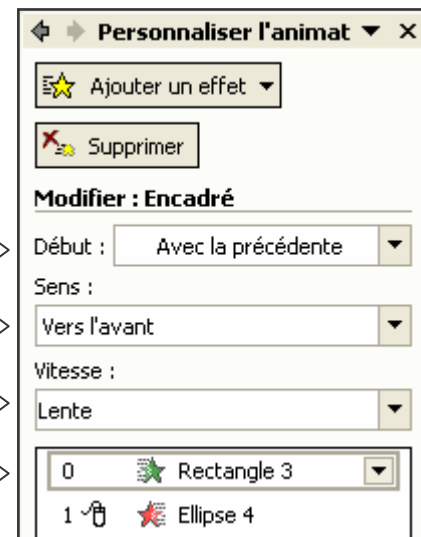 Personnaliser l'animat
Ajouter un effet
Supprimer
Modifier : Encadré
Début : Avec la précédente
Sens :
Vers l'avant
Vitesse :
Lente
0 Rectangle 3
1 Ellipse 4